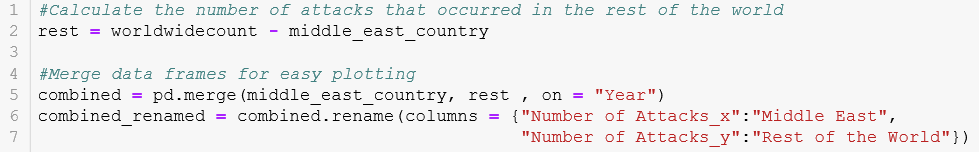 1 #Calculate the number of attacks that occurred in the rest of the world
2 rest = worldwidecount - middle_east_country
3
4 #Merge data frames for easy plotting
5 combined = pd.merge(middle_east_country, rest , on = "Year")
6 combined_renamed = combined.rename(columns = {"Number of Attacks_x":"Middle East",
7 "Number of Attacks_y":"Rest of the World"})